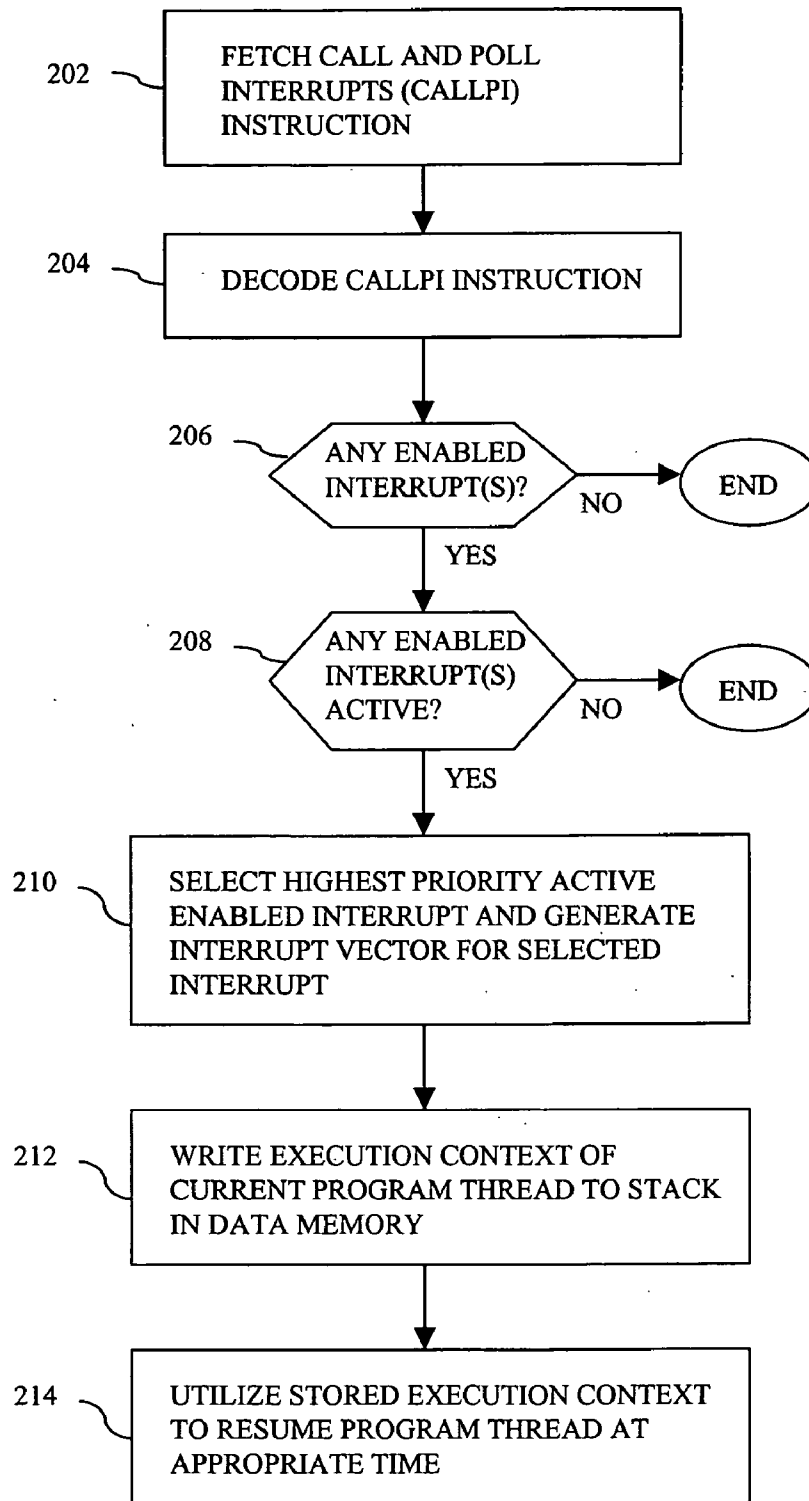 202
FETCH CALL AND POLL
INTERRUPTS (CALLPI)
INSTRUCTION
204
DECODE CALLPI INSTRUCTION
206
ANY ENABLED
INTERRUPT(S)?
NO
END
YES
208
ANY ENABLED
INTERRUPT(S)
ACTIVE?
NO
END
YES
210
SELECT HIGHEST PRIORITY ACTIVE
ENABLED INTERRUPT AND GENERATE
INTERRUPT VECTOR FOR SELECTED
INTERRUPT
212
WRITE EXECUTION CONTEXT OF
CURRENT PROGRAM THREAD TO STACK
IN DATA MEMORY
214
UTILIZE STORED EXECUTION CONTEXT
TO RESUME PROGRAM THREAD AT
APPROPRIATE TIME